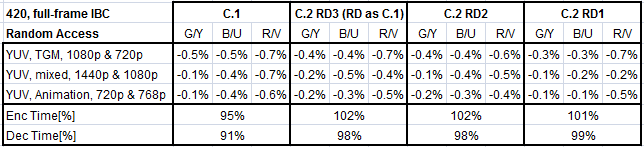 420, full-frame IBC C.1 C.2 RD3 (RD as C.1) C.2 RD2 C.2 RD1
Random Access G/Y B/U R/V G/Y B/U R/V G/Y B/U R/V G/Y B/U R/V
YUV, TGM, 1080p & 720p -0.5% -0.5% -0.7% -0.4% -0.4% -0.7% -0.4% -0.4% -0.6% -0.3% -0.3% -0.7%
YUV, mixed, 1440p & 1080p -0.1% -0.4% -0.7% -0.2% -0.5% -0.4% -0.1% -0.4% -0.5% -0.1% -0.2% -0.2%
YUV, Animation, 720p & 768p -0.1% -0.4% -0.6% -0.2% -0.3% -0.5% -0.2% -0.3% -0.4% -0.1% -0.1% -0.5%
Enc Time[%] 95% 102% 102% 101%
Dec Time[%] 91% 98% 98% 99%